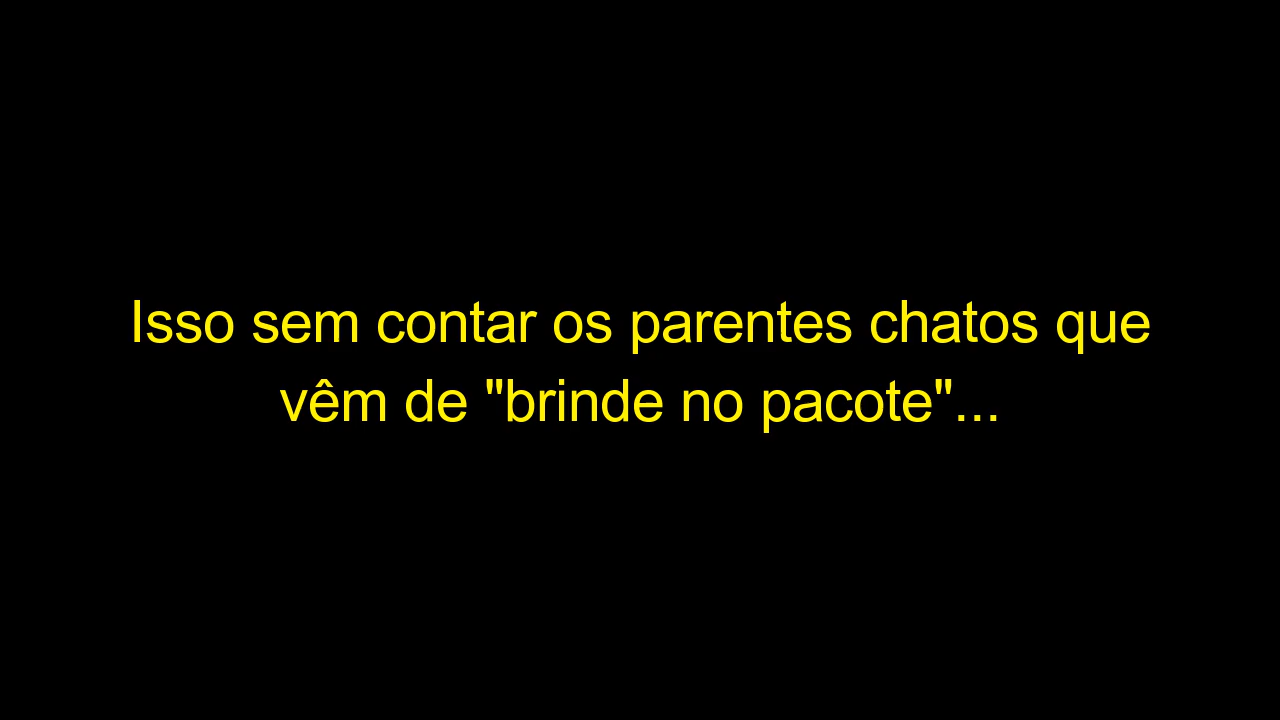 Isso sem contar os parentes chatos que
vêm de "brinde no pacote"...